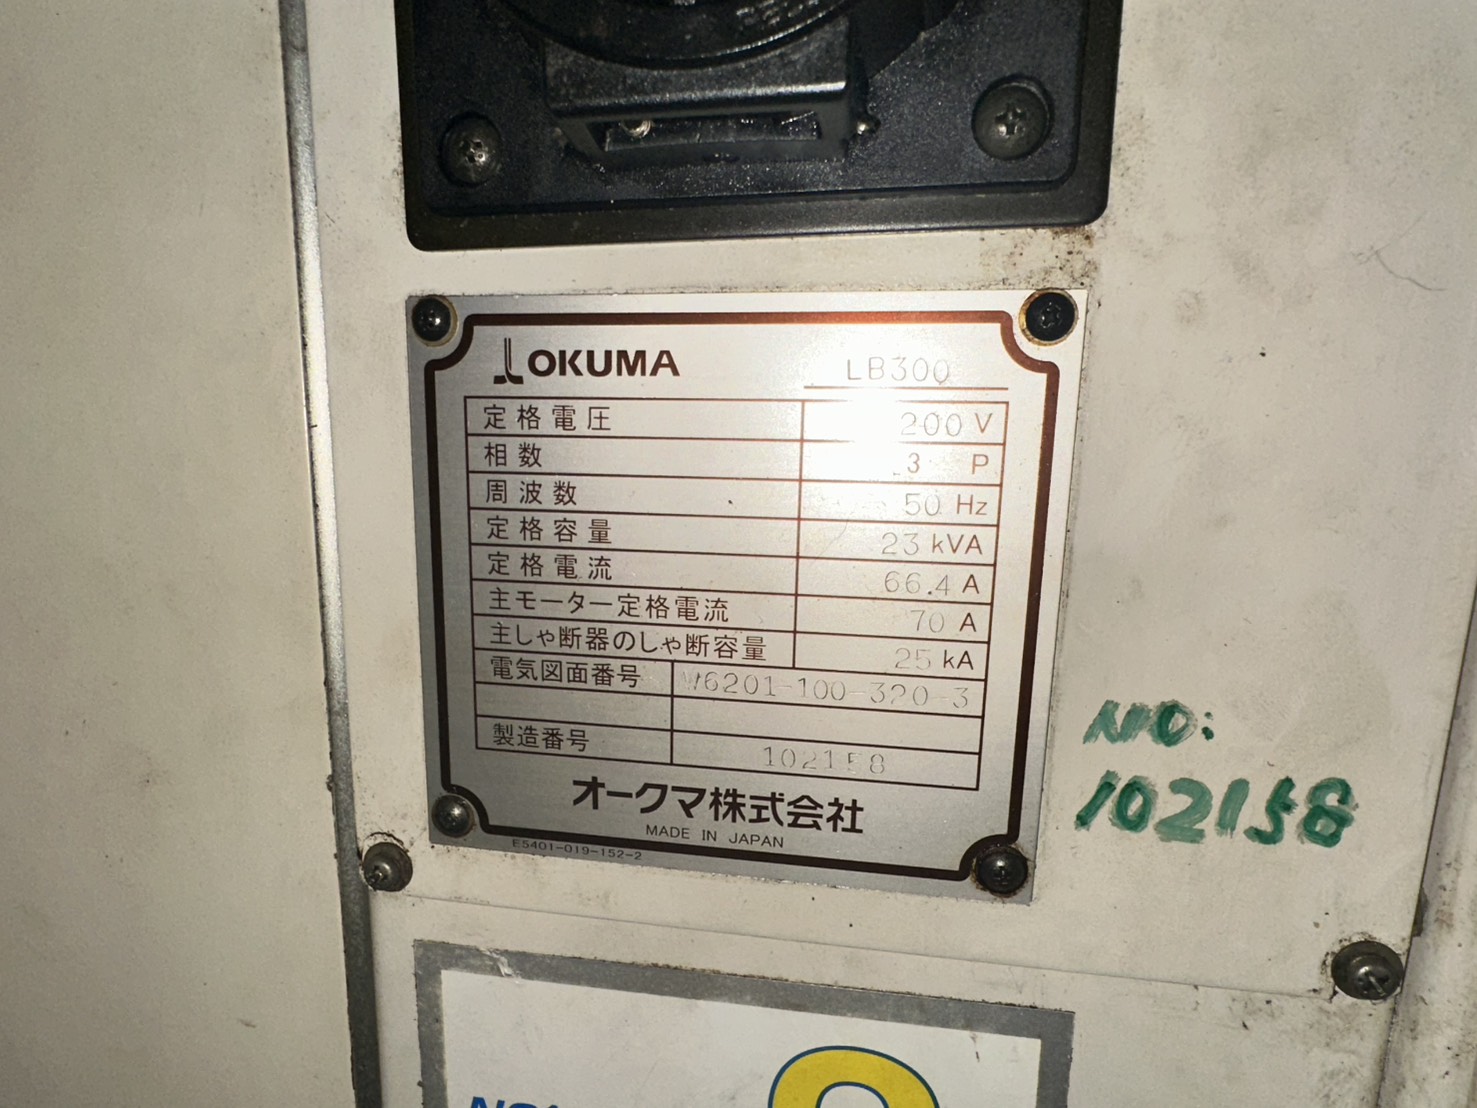 OKUMA LB300
定格電圧 200 V
相数 3 P
周波数 50 Hz
定格容量 23 kVA
定格電流 66.4 A
主モーター定格電流 70 A
主しゃ断器のしゃ断容量 25 kA
電気図面番号 W6201-100-320-3
製造番号 102158
オークマ株式会社
MADE IN JAPAN
E5401-019-152-2
NO:
102158